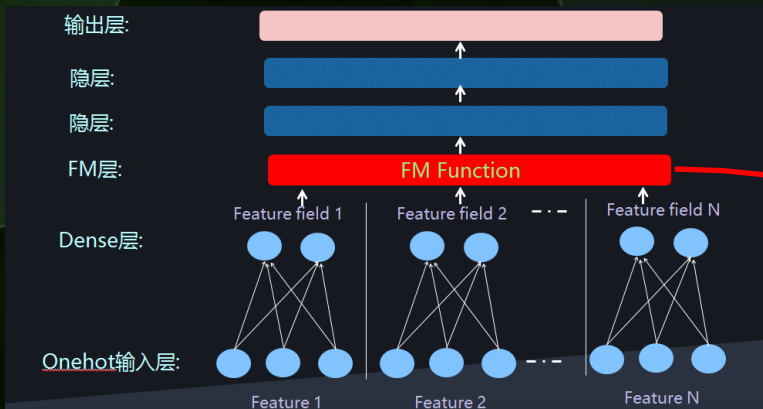 输出层:
隐层:
隐层:
FM层:
FM Function
Feature field 1
Feature field 2
Feature field N
Dense层:
Onehot输入层:
Feature 1
Feature 2
Feature N